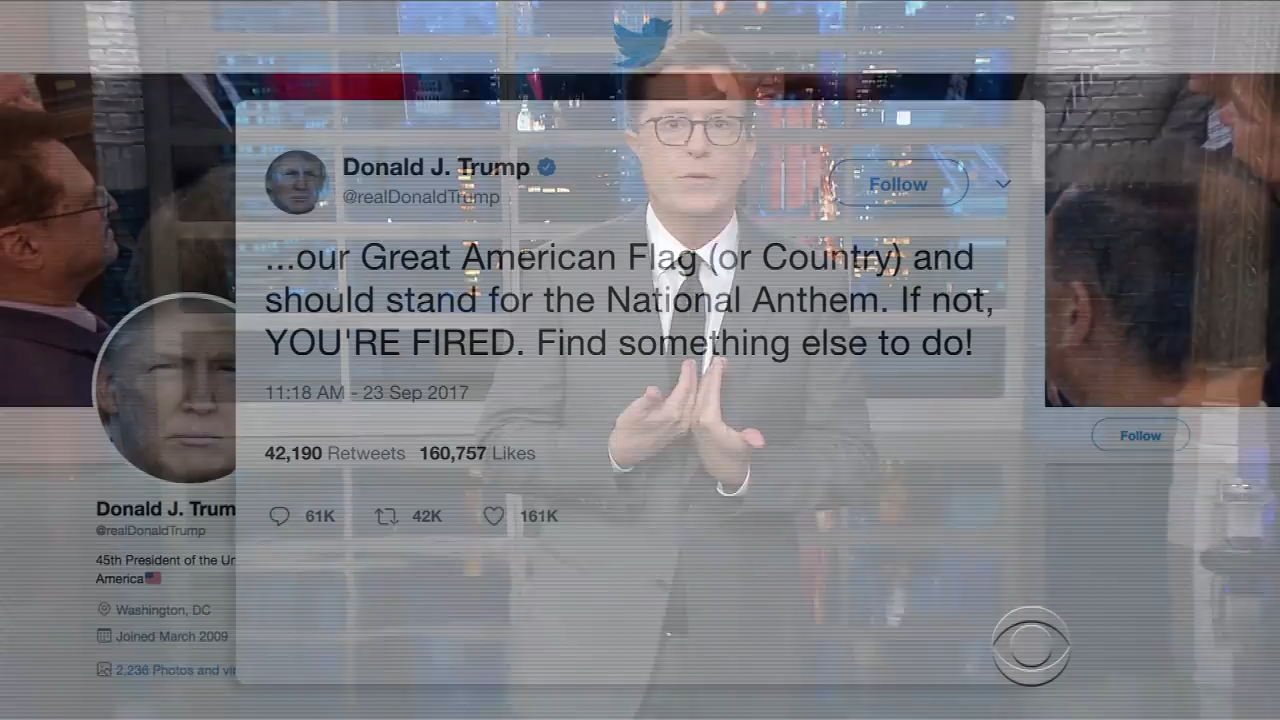 Donald J. Trump
@realDonaldTrump
Follow
...our Great American Flag (or Country) and
should stand for the National Anthem. If not,
YOU'RE FIRED. Find something else to do!
11:18 AM - 23 Sep 2017
42,190 Retweets 160,757 Likes
61K 42K 161K
Follow
Donald J. Trum
@realDonaldTrump
45th President of the Un
America
Washington, DC
Joined March 2009
2,236 Photos and